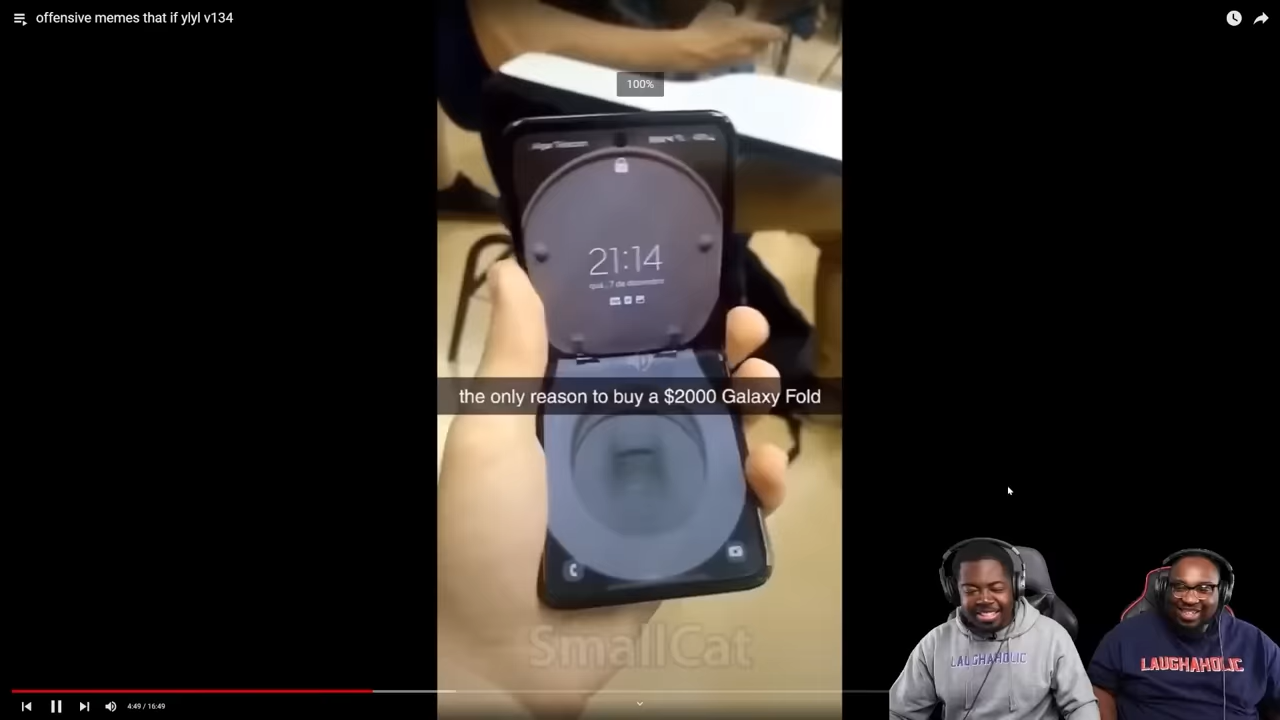 offensive memes that if ylyl v134
100%
21:14
the only reason to buy a $2000 Galaxy Fold
SmallCat
LAUGHAHOLIC
LAUGHAHOLIC
4:49 / 16:49